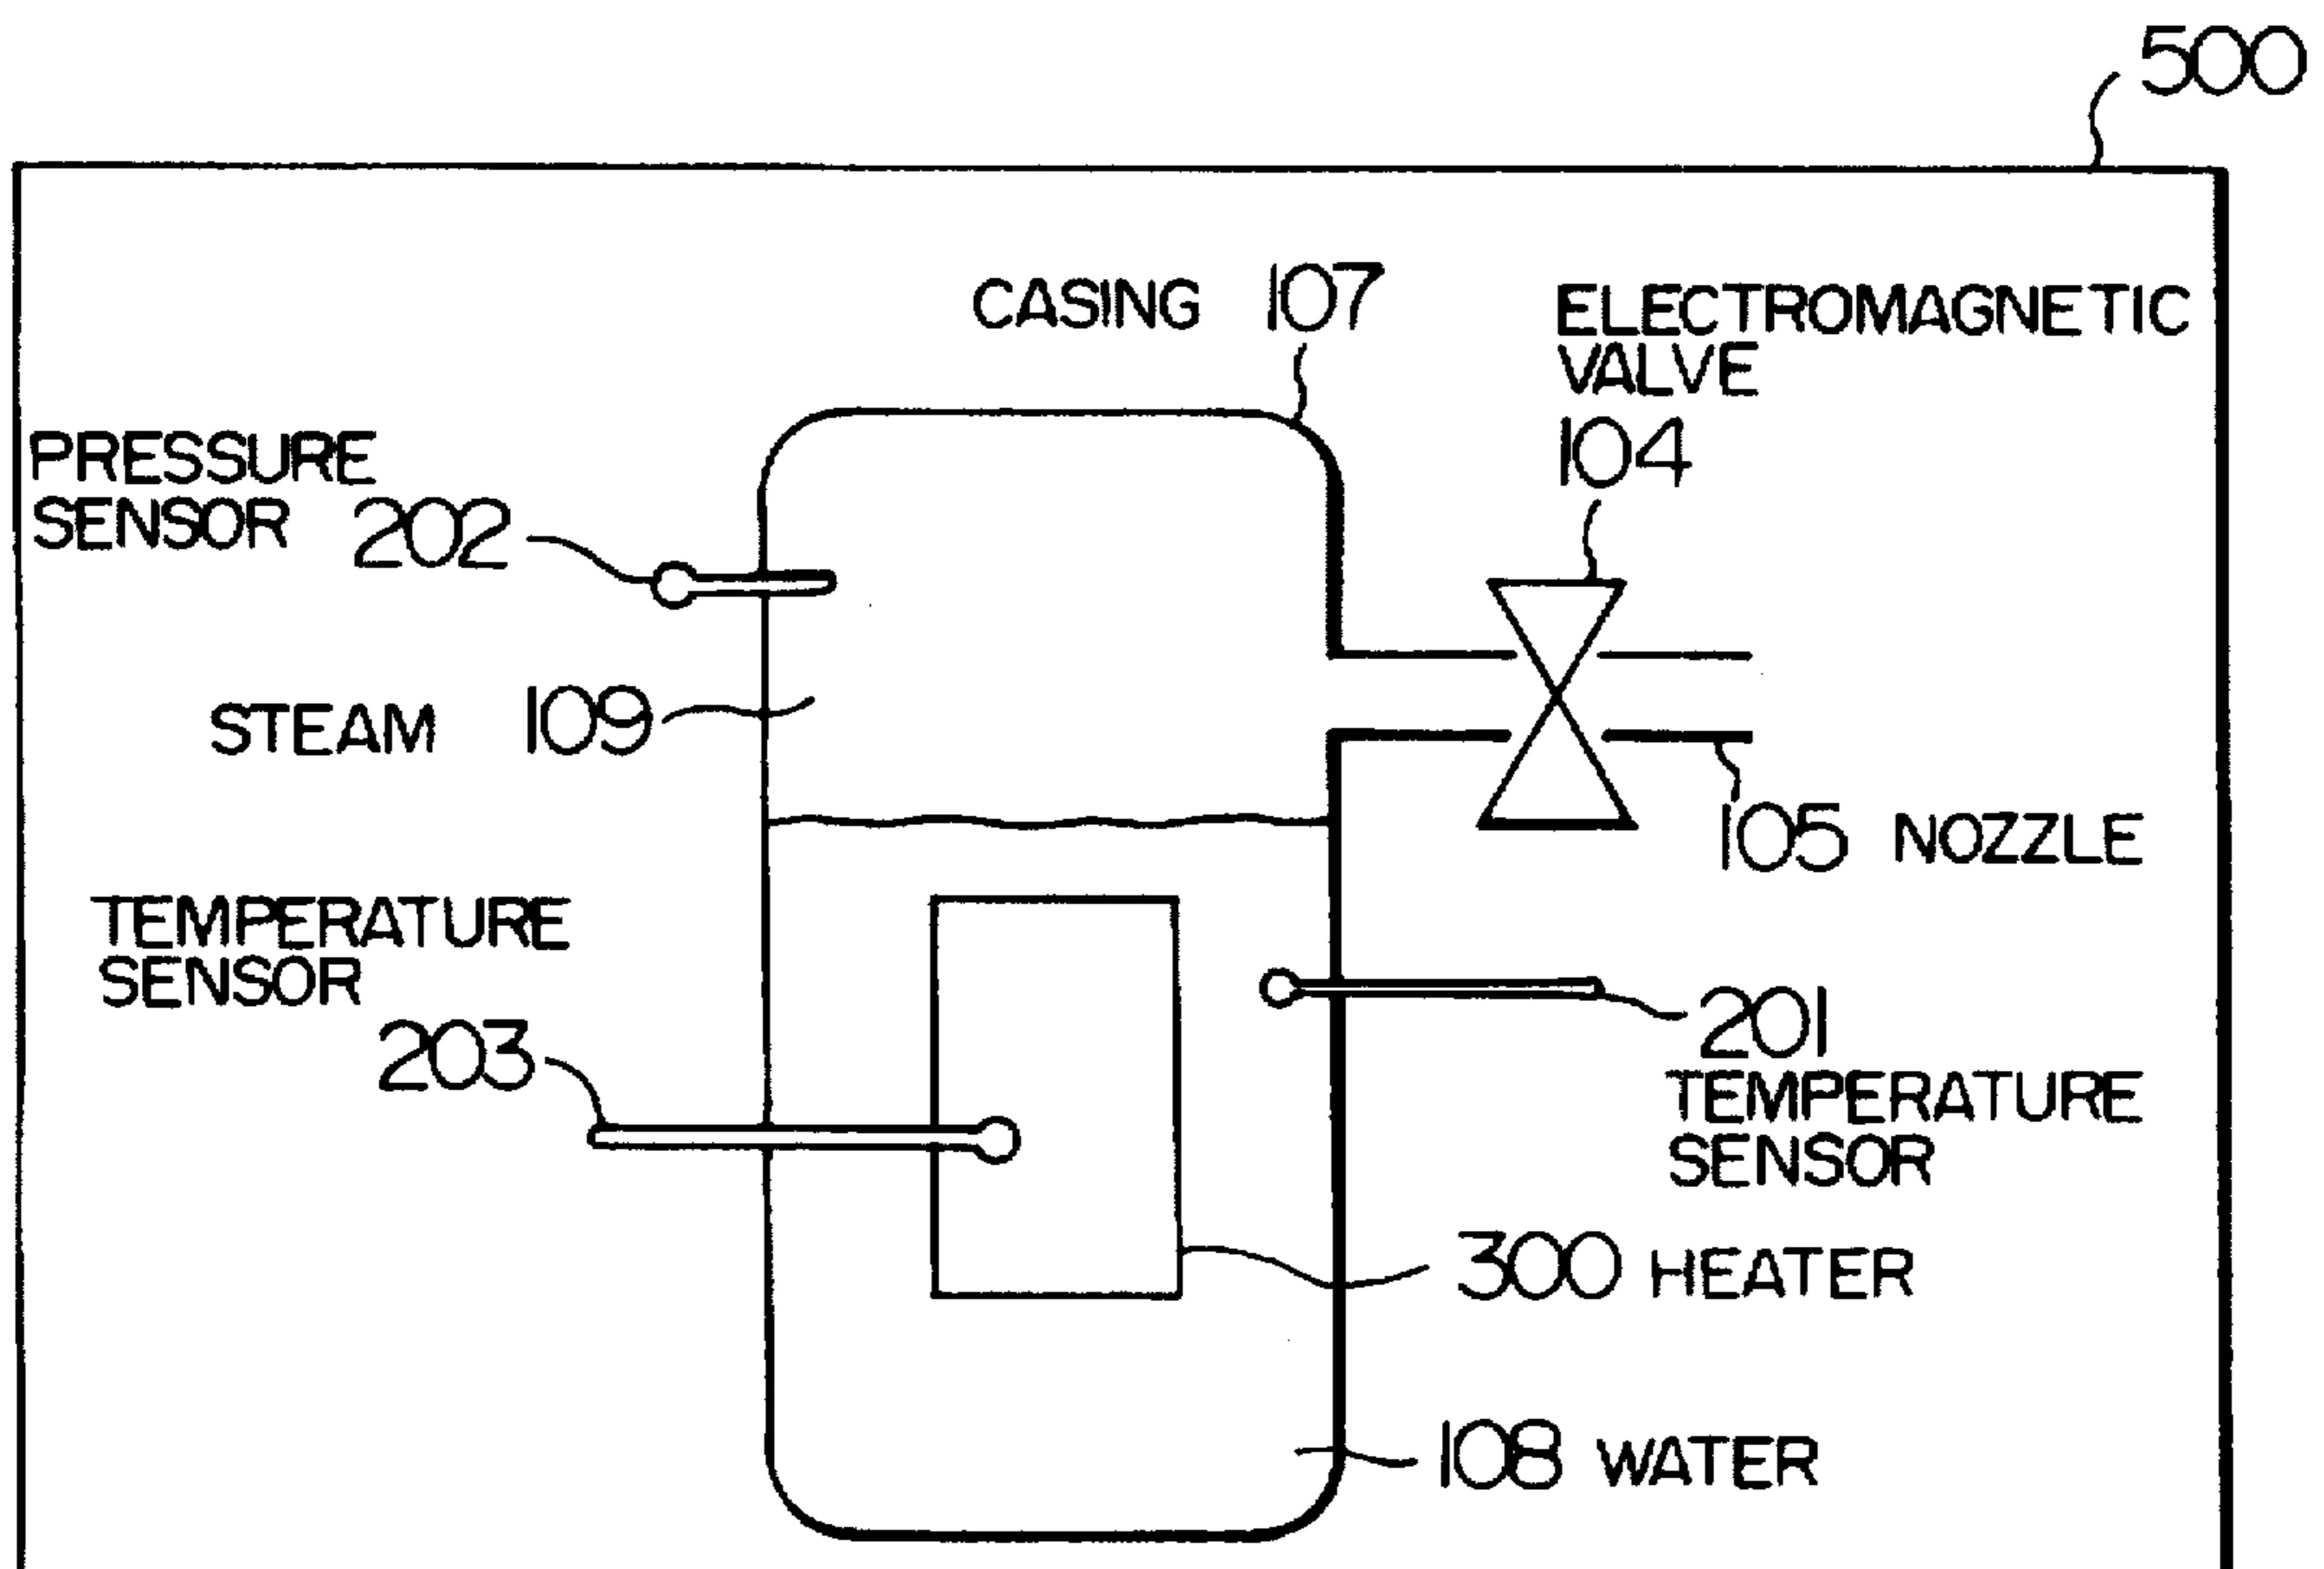 500
CASING 107
ELECTROMAGNETIC
VALVE
104
PRESSURE
SENSOR 202
STEAM 109
105 NOZZLE
TEMPERATURE
SENSOR
203
201
TEMPERATURE
SENSOR
300 HEATER
108 WATER